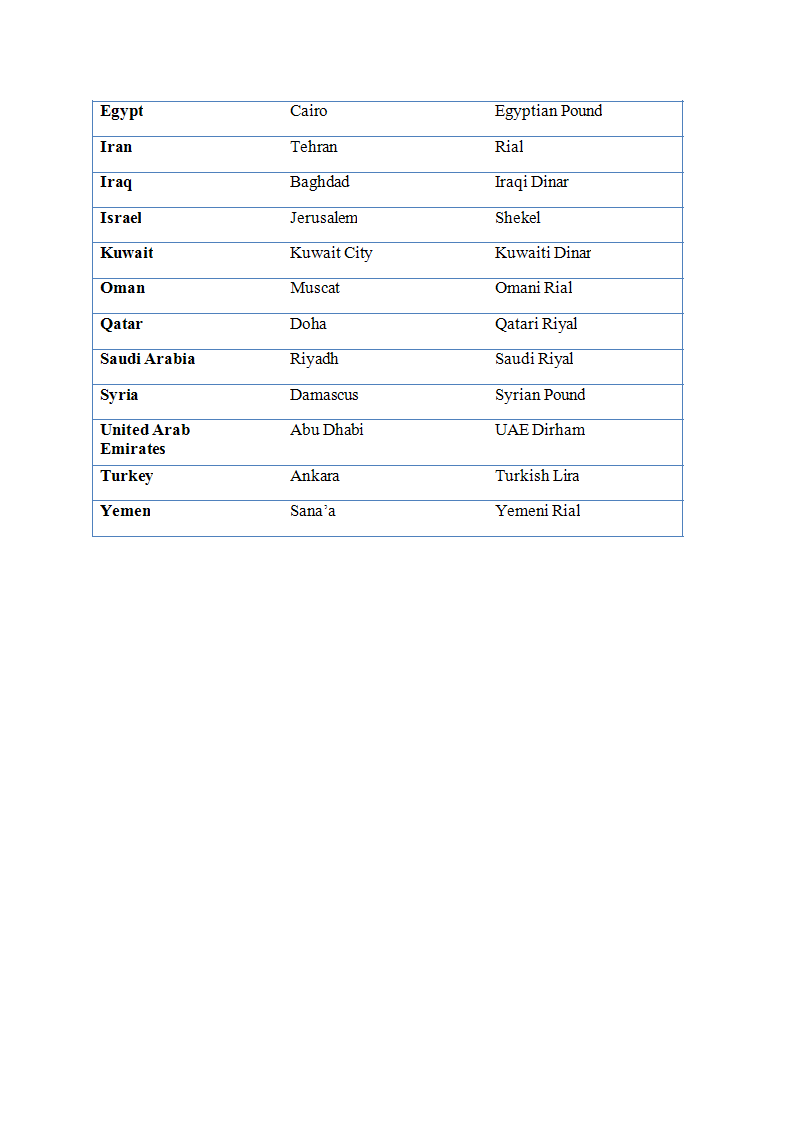 Egypt Cairo Egyptian Pound
Iran Tehran Rial
Iraq Baghdad Iraqi Dinar
Israel Jerusalem Shekel
Kuwait Kuwait City Kuwaiti Dinar
Oman Muscat Omani Rial
Qatar Doha Qatari Riyal
Saudi Arabia Riyadh Saudi Riyal
Syria Damascus Syrian Pound
United Arab Abu Dhabi UAE Dirham
Emirates
Turkey Ankara Turkish Lira
Yemen Sana’a Yemeni Rial